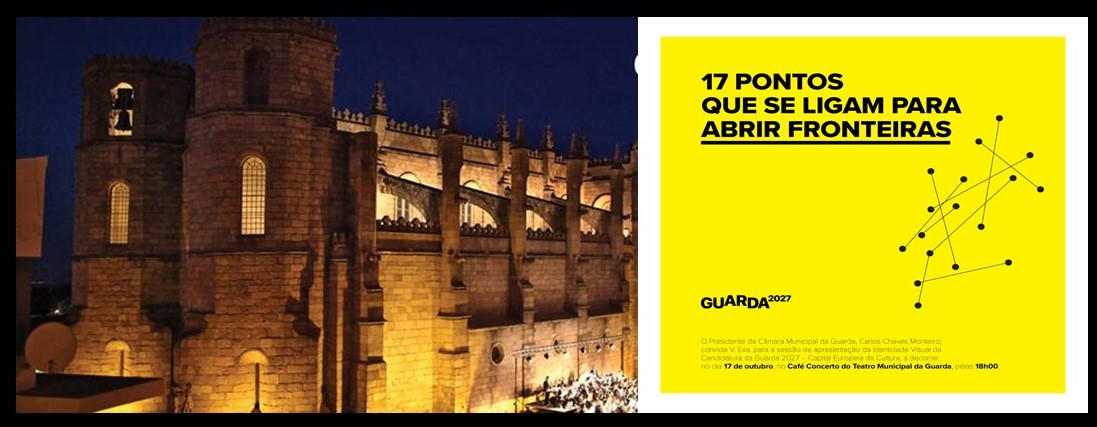 17 PONTOS
QUE SE LIGAM PARA
ABRIR FRONTEIRAS
GUARDA2027
O Presidente da Câmara Municipal da Guarda, Carlos Chaves Monteiro,
convida V. Exa. para a sessão de apresentação da Identidade Visual da
Candidatura da Guarda 2027 – Capital Europeia da Cultura, a decorrer
no dia 17 de outubro, no Café Concerto do Teatro Municipal da Guarda, pelas 18h00.